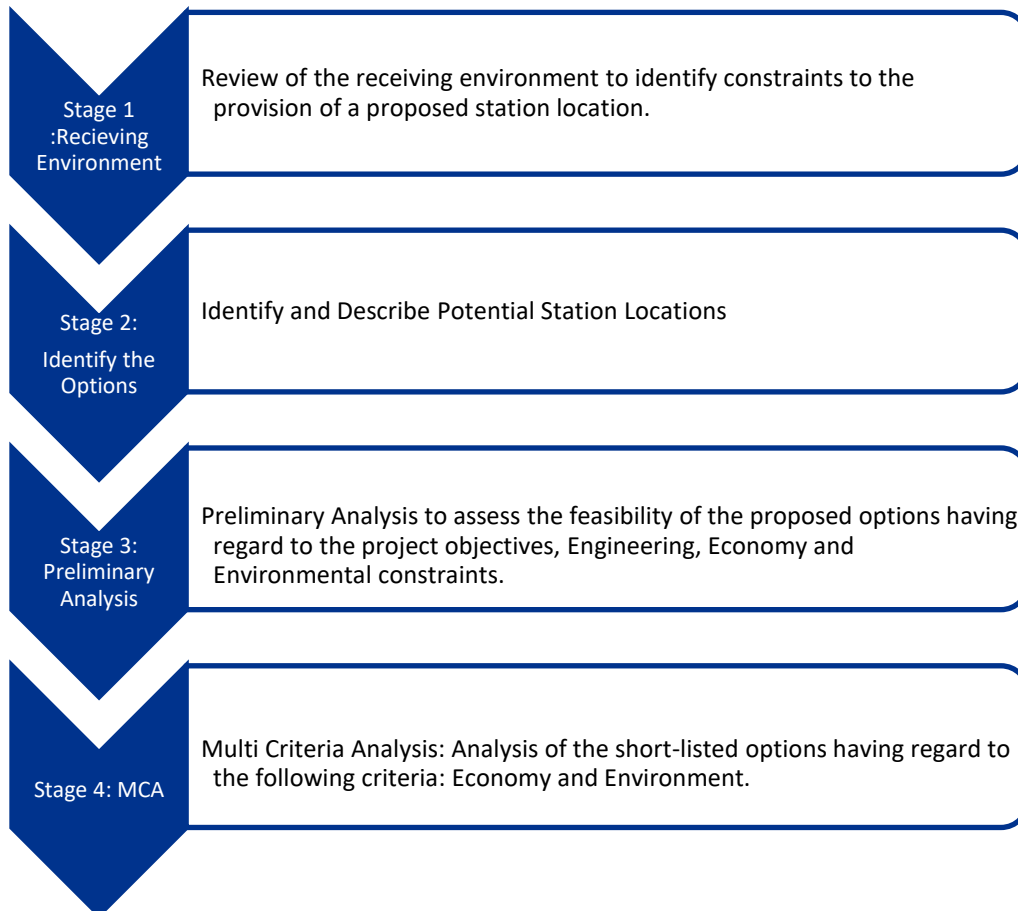 Stage 1
:Recieving
Environment
Review of the receiving environment to identify constraints to the
provision of a proposed station location.
Stage 2:
Identify the
Options
Identify and Describe Potential Station Locations
Stage 3:
Preliminary
Analysis
Preliminary Analysis to assess the feasibility of the proposed options having
regard to the project objectives, Engineering, Economy and
Environmental constraints.
Stage 4: MCA
Multi Criteria Analysis: Analysis of the short-listed options having regard to
the following criteria: Economy and Environment.